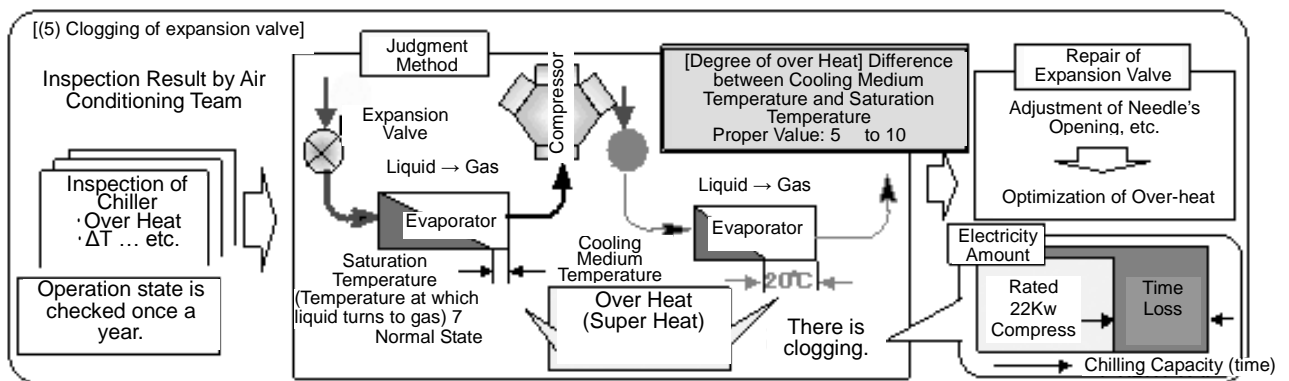 [(5) Clogging of expansion valve]
Inspection Result by Air
Conditioning Team
Inspection of
Chiller
·Over Heat
·ΔT … etc.
Operation state is
checked once a
year.
Judgment
Method
Expansion
Valve
Compressor
Liquid → Gas
Evaporator
Saturation
Temperature
(Temperature at which
liquid turns to gas) 7
Normal State
Cooling
Medium
Temperature
Over Heat
(Super Heat)
[Degree of over Heat] Difference
between Cooling Medium
Temperature and Saturation
Temperature
Proper Value: 5 to 10
Liquid → Gas
Evaporator
20°C
There is
clogging.
Repair of
Expansion Valve
Adjustment of Needle's
Opening, etc.
Optimization of Over-heat
Electricity
Amount
Rated
22Kw
Compress
Time
Loss
Chilling Capacity (time)